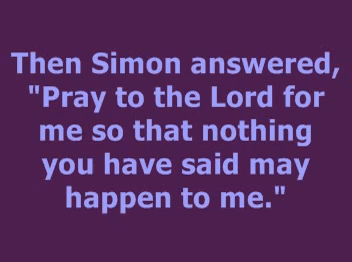 Then Simon answered,
"Pray to the Lord for
me so that nothing
you have said may
happen to me."